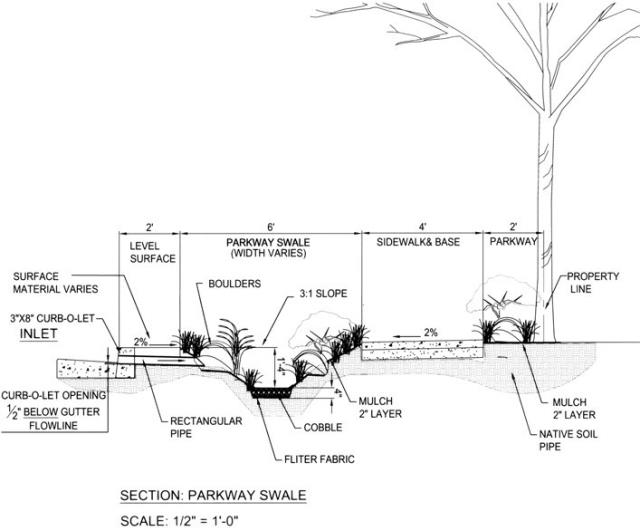 2'
6'
4'
2'
LEVEL
SURFACE
PARKWAY SWALE
(WIDTH VARIES)
SIDEWALK& BASE
PARKWAY
SURFACE
MATERIAL VARIES
BOULDERS
3:1 SLOPE
PROPERTY
LINE
3"X8" CURB-O-LET
INLET
2%
2%
4"
CURB-O-LET OPENING
1/2" BELOW GUTTER
FLOWLINE
RECTANGULAR
PIPE
COBBLE
FLITER FABRIC
MULCH
2" LAYER
MULCH
2" LAYER
NATIVE SOIL
PIPE
SECTION: PARKWAY SWALE
SCALE: 1/2" = 1'-0"